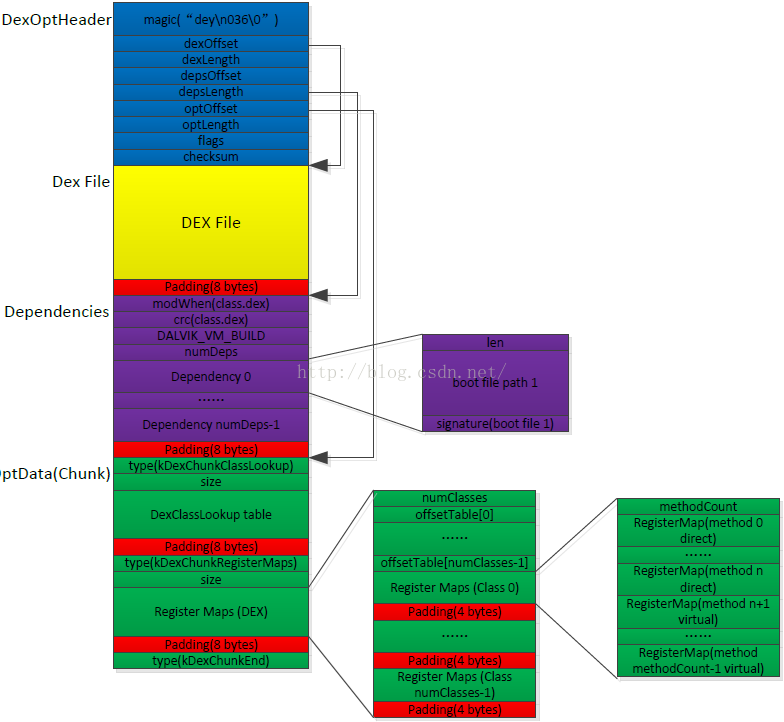 DexOptHeader
magic(“dey\n036\0”)
dexOffset
dexLength
depsOffset
depsLength
optOffset
optLength
flags
checksum
Dex File
DEX File
Padding(8 bytes)
Dependencies
modWhen(class.dex)
crc(class.dex)
DALVIK_VM_BUILD
numDeps
Dependency 0
······
Dependency numDeps-1
Padding(8 bytes)
len
boot file path 1
signature(boot file 1)
http://blog.csdn.net/
ptData(Chunk)
type(kDexChunkClassLookup)
size
DexClassLookup table
Padding(8 bytes)
type(kDexChunkRegisterMaps)
size
Register Maps (DEX)
Padding(8 bytes)
type(kDexChunkEnd)
numClasses
offsetTable[0]
······
offsetTable[numClasses-1]
Register Maps (Class 0)
Padding(4 bytes)
······
Padding(4 bytes)
Register Maps (Class
numClasses-1)
Padding(4 bytes)
methodCount
RegisterMap(method 0
direct)
······
RegisterMap(method n
direct)
RegisterMap(method n+1
virtual)
······
RegisterMap(method
methodCount-1 virtual)